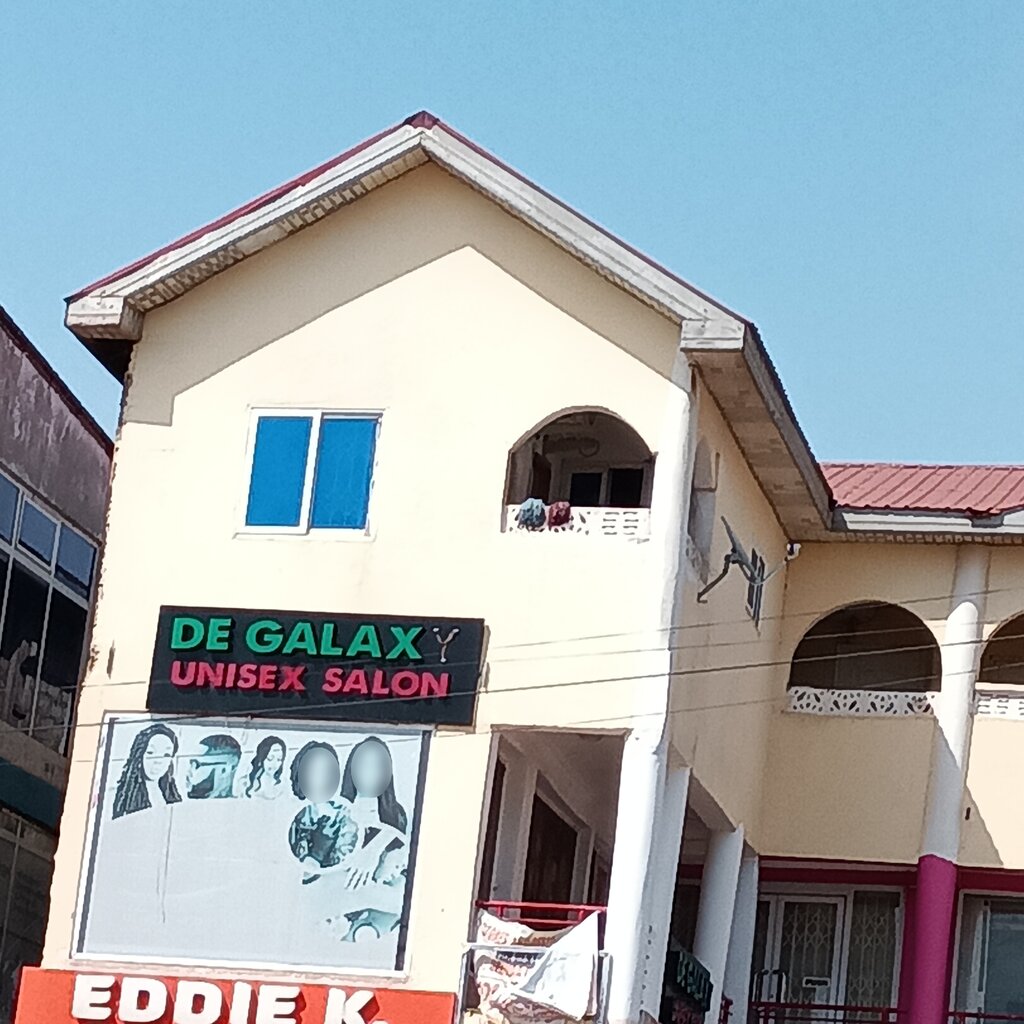 DE GALAXY
UNISEX SALON
EDDIE K.